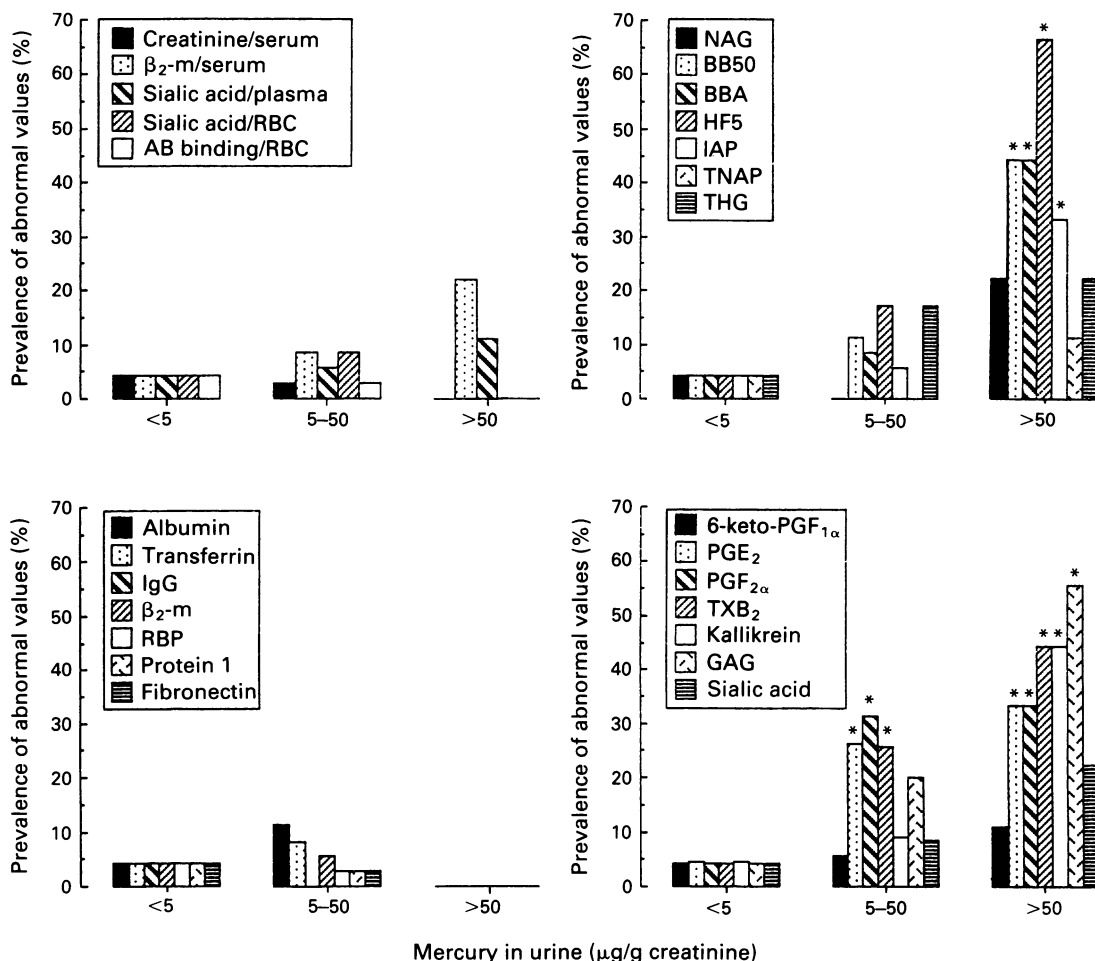 Prevalence of abnormal values (%)
70
60
50
40
30
20
10
0
Creatinine/serum
β₂-m/serum
Sialic acid/plasma
Sialic acid/RBC
AB binding/RBC
<5
5–50
>50
Prevalence of abnormal values (%)
70
60
50
40
30
20
10
0
NAG
BB50
BBA
HF5
IAP
TNAP
THG
* *
*
*
<5
5–50
>50
Prevalence of abnormal values (%)
70
60
50
40
30
20
10
0
Albumin
Transferrin
IgG
β₂-m
RBP
Protein 1
Fibronectin
<5
5–50
>50
Prevalence of abnormal values (%)
70
60
50
40
30
20
10
0
6-keto-PGF₁α
PGE₂
PGF₂α
TXB₂
Kallikrein
GAG
Sialic acid
*
*
*
* *
* *
*
<5
5–50
>50
Mercury in urine (μg/g creatinine)